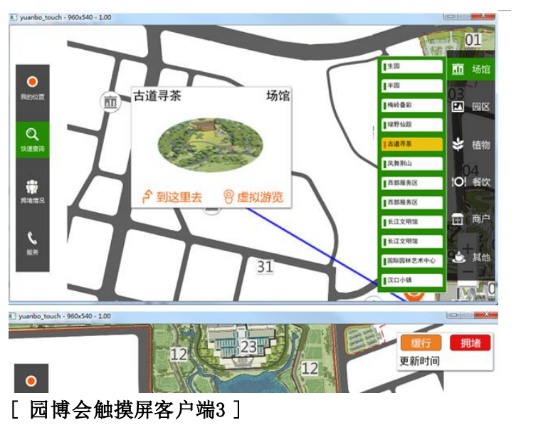 yuanbo_touch - 960x540 - 1.00
01
我的位置
快速查询
拥堵情况
服务
古道寻茶
场馆
到这里去
虚拟游览
31
生园
半园
梅岭叠彩
绿野仙踪
古道寻茶
凤舞荆山
西部服务区
西部服务区
长江文明馆
长江文明馆
国际园林艺术中心
汉口小镇
场馆
园区
植物
餐饮
商户
其他
03
04
yuanbo_touch - 960x540 - 1.00
12
23
12
缓行
拥堵
更新时间
[ 园博会触摸屏客户端3 ]